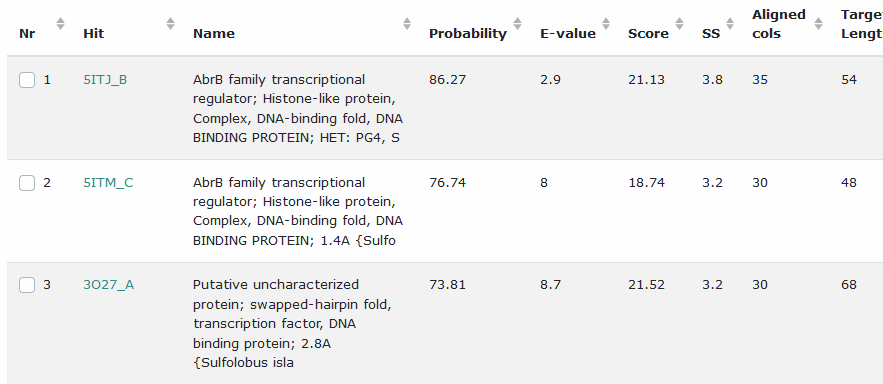 Nr Hit Name Probability E-value Score SS Aligned cols Target Length
1 5ITJ_B AbrB family transcriptional 86.27 2.9 21.13 3.8 35 54
regulator; Histone-like protein,
Complex, DNA-binding fold, DNA
BINDING PROTEIN; HET: PG4, S
2 5ITM_C AbrB family transcriptional 76.74 8 18.74 3.2 30 48
regulator; Histone-like protein,
Complex, DNA-binding fold, DNA
BINDING PROTEIN; 1.4A {Sulfo
3 3O27_A Putative uncharacterized 73.81 8.7 21.52 3.2 30 68
protein; swapped-hairpin fold,
transcription factor, DNA
binding protein; 2.8A
{Sulfolobus isla